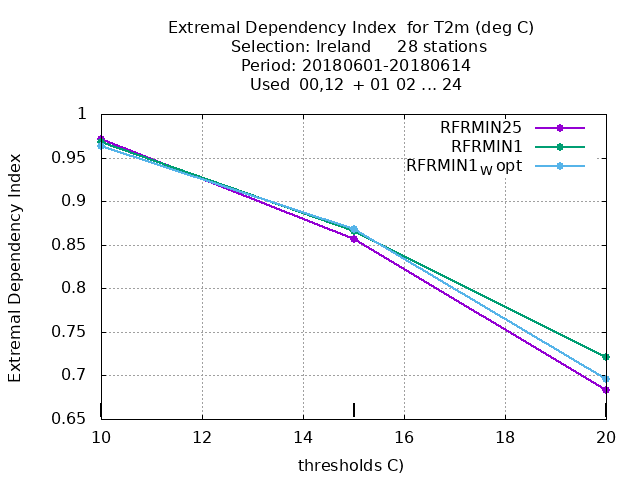 Extremal Dependency Index  for T2m (deg C)
Selection: Ireland     28 stations
Period: 20180601-20180614
Used  00,12  + 01 02 ... 24
Extremal Dependency Index
1
0.95
0.9
0.85
0.8
0.75
0.7
0.65
RFRMIN25
RFRMIN1
RFRMIN1W opt
10 12 14 16 18 20
thresholds C)